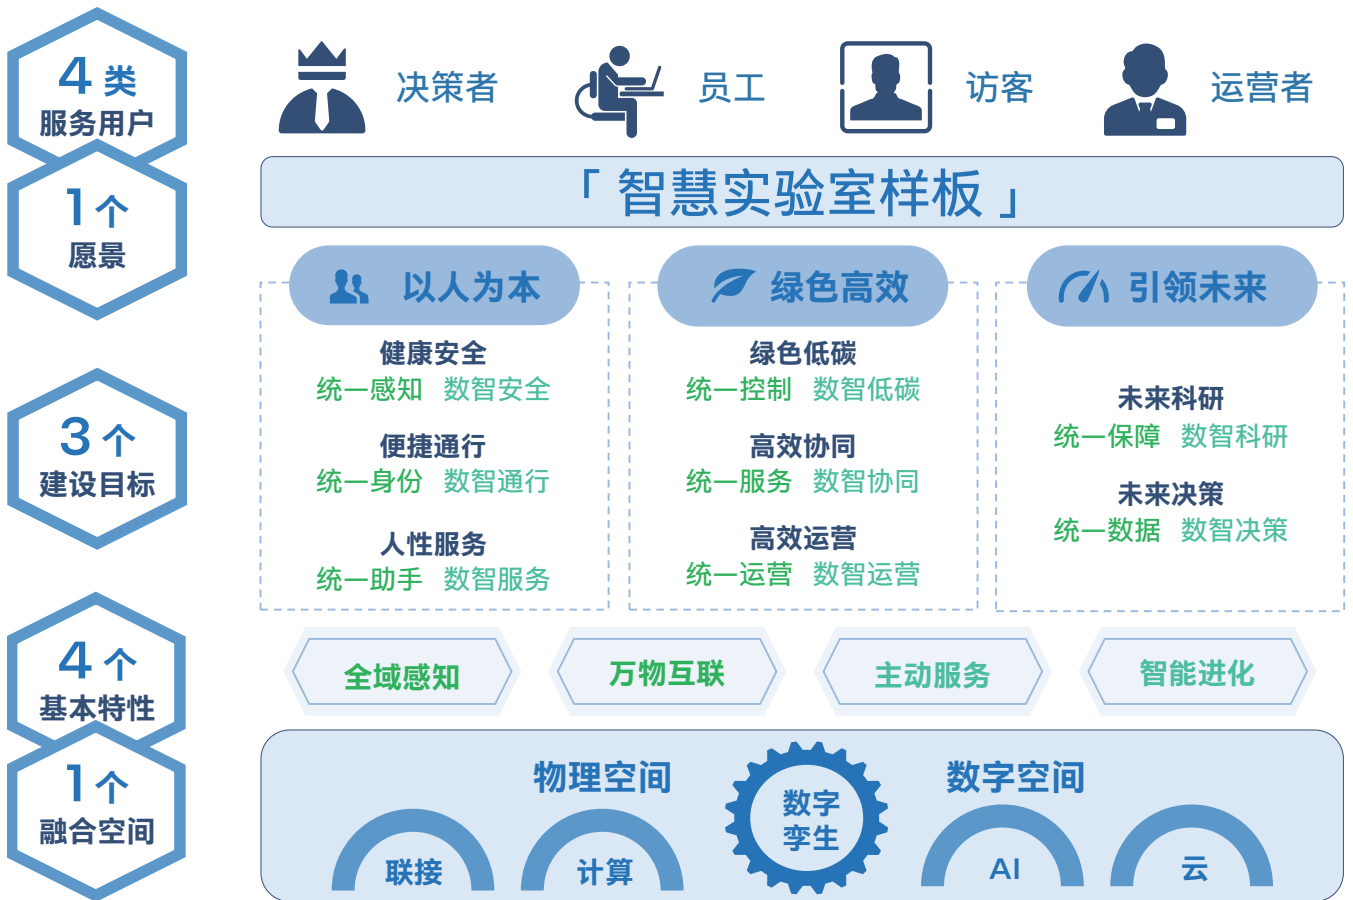 4 类
服务用户
决策者
员工
访客
运营者
1 个
愿景
「 智慧实验室样板 」
3 个
建设目标
以人为本
健康安全
统一感知 数智安全
便捷通行
统一身份 数智通行
人性服务
统一助手 数智服务
绿色高效
绿色低碳
统一控制 数智低碳
高效协同
统一服务 数智协同
高效运营
统一运营 数智运营
引领未来
未来科研
统一保障 数智科研
未来决策
统一数据 数智决策
4 个
基本特性
全域感知
万物互联
主动服务
智能进化
1 个
融合空间
物理空间
联接
计算
数字
孪生
数字空间
AI
云